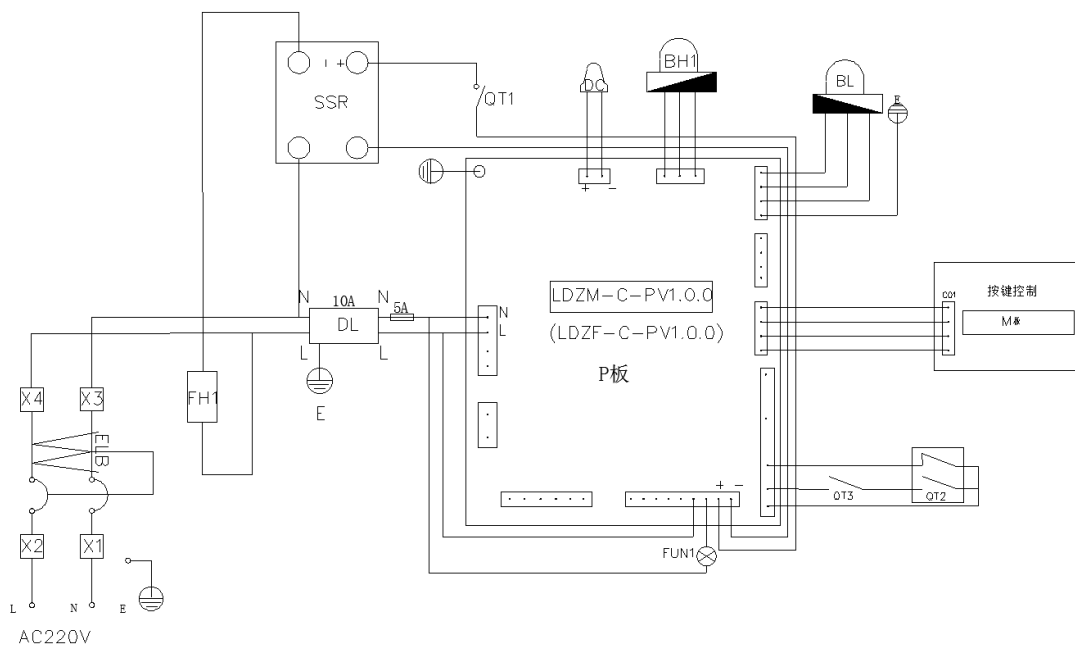 SSR
QT1
DC
BH1
BL
E
+
−
+ −
N
10A
N
5A
DL
L
L
E
N
L
LDZM-C-PV1.0.0
(LDZF-C-PV1.0.0)
P板
CO1
按键控制
X4
X3
FH1
ELB
X2
X1
+ −
FUN1
QT3
QT2
L
N
E
AC220V